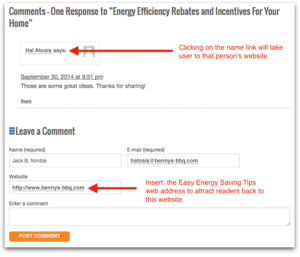 Comments - One Response to "Energy Efficiency Rebates and Incentives For Your
Home"
Hal Atosis says:
Clicking on the name link will take
user to that person's website.
September 30, 2014 at 9:51 pm
Those are some great ideas. Thanks for sharing!
Reply
Leave a Comment
Name (required)
E-mail (required)
Jack B. Nimble
hatosis@bennys-bbq.com
Website
http://www.bennys-bbq.com
Insert the Easy Energy Saving Tips
web address to attract readers back to
this website.
Enter a comment
POST COMMENT